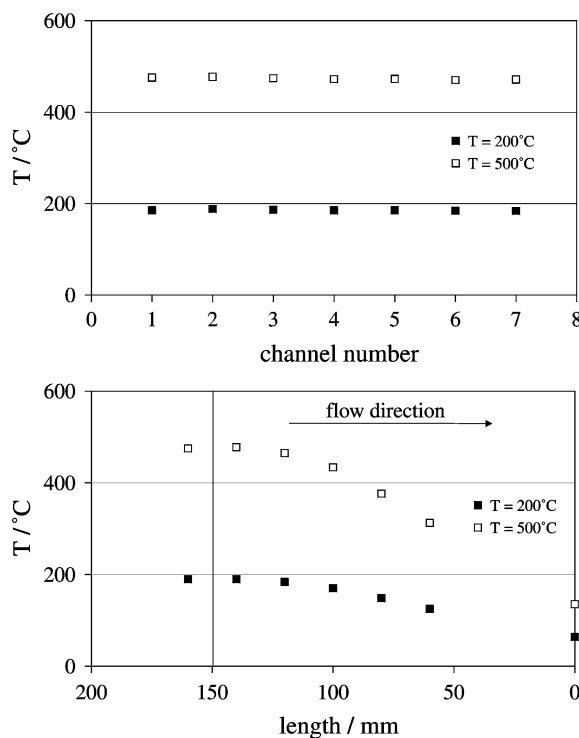 600
400
200
0
T / °C
T = 200°C
T = 500°C
0 1 2 3 4 5 6 7 8
channel number
600
400
200
0
T / °C
flow direction
T = 200°C
T = 500°C
200 150 100 50 0
length / mm